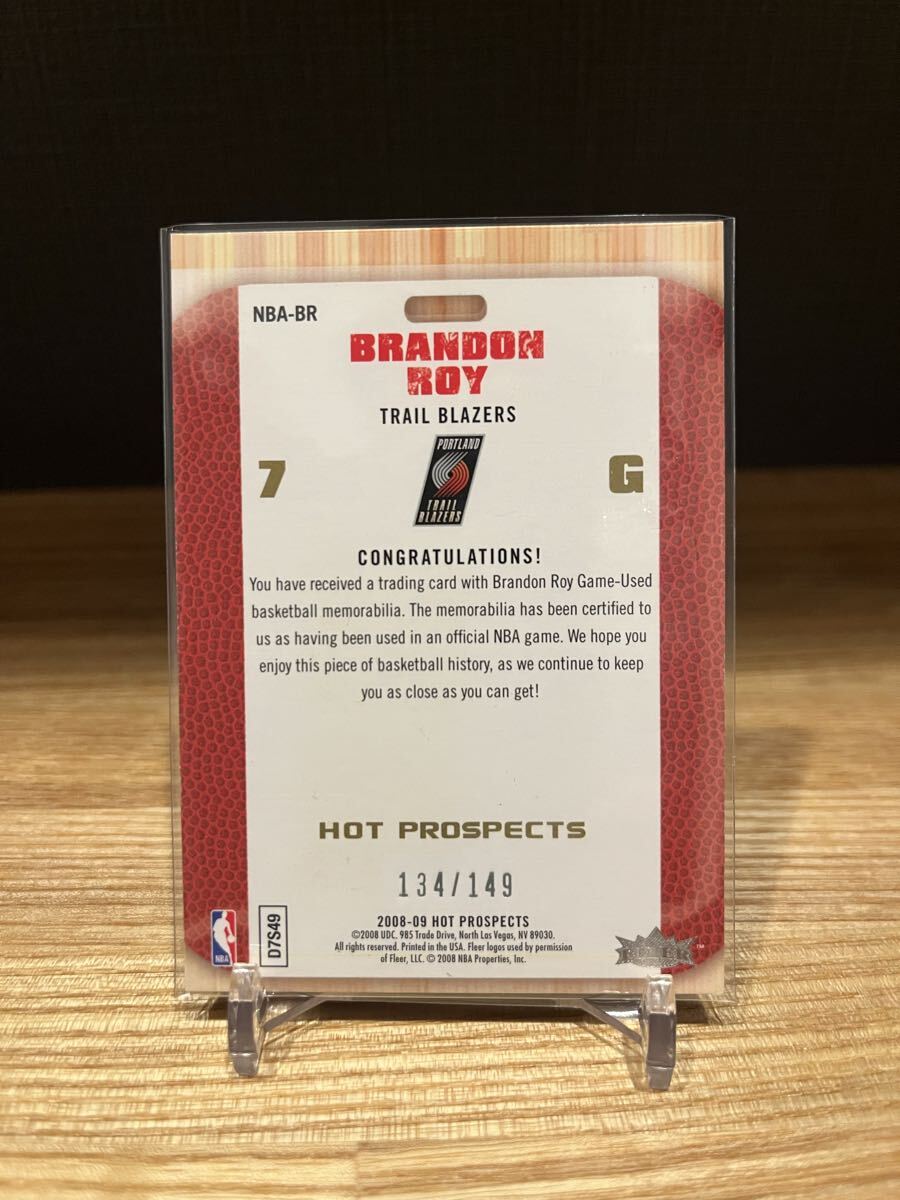 NBA-BR
BRANDON
ROY
TRAIL BLAZERS
PORTLAND
TRAIL
BLAZERS
7
G
CONGRATULATIONS!
You have received a trading card with Brandon Roy Game-Used
basketball memorabilia. The memorabilia has been certified to
us as having been used in an official NBA game. We hope you
enjoy this piece of basketball history, as we continue to keep
you as close as you can get!
HOT PROSPECTS
134/149
2008-09 HOT PROSPECTS
©2008 UDC. 985 Trade Drive, North Las Vegas, NV 89030.
All rights reserved. Printed in the USA. Fleer logos used by permission
of Fleer, LLC. © 2008 NBA Properties, Inc.
NBA
D7S49
FLEER
TM